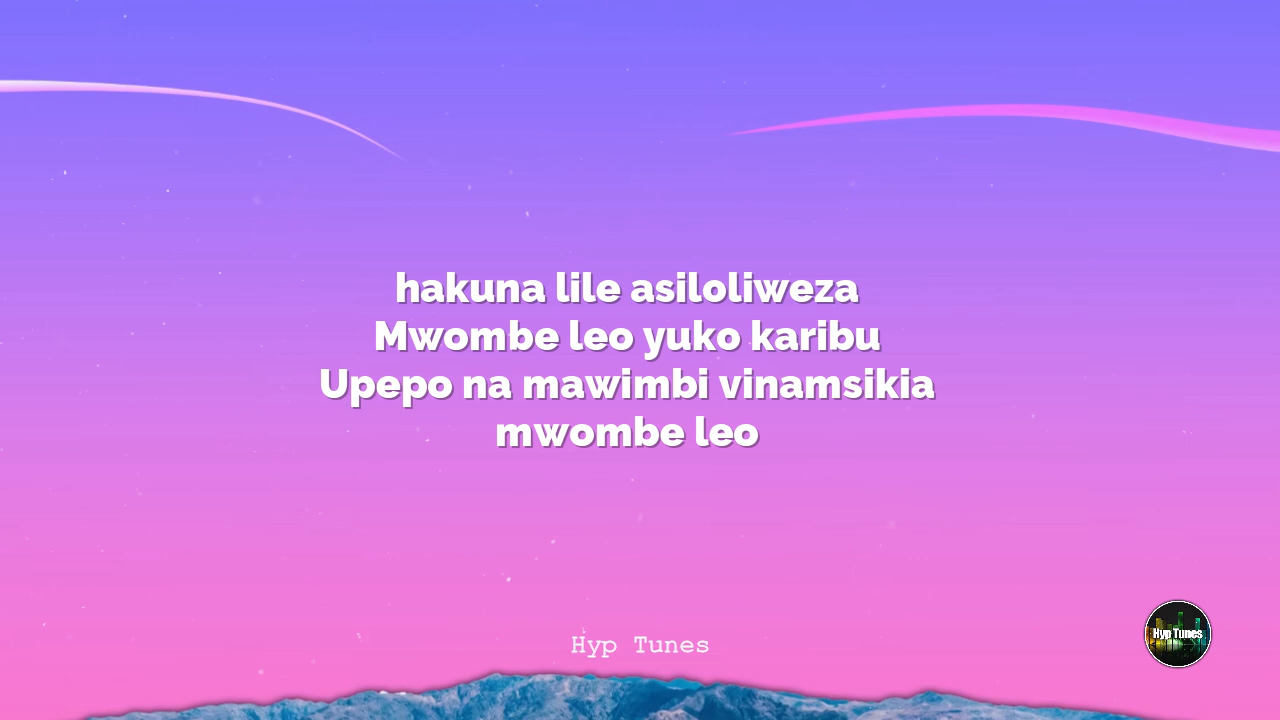 hakuna lile asiloliweza
Mwombe leo yuko karibu
Upepo na mawimbi vinamsikia
mwombe leo
Hyp Tunes
Hyp Tunes